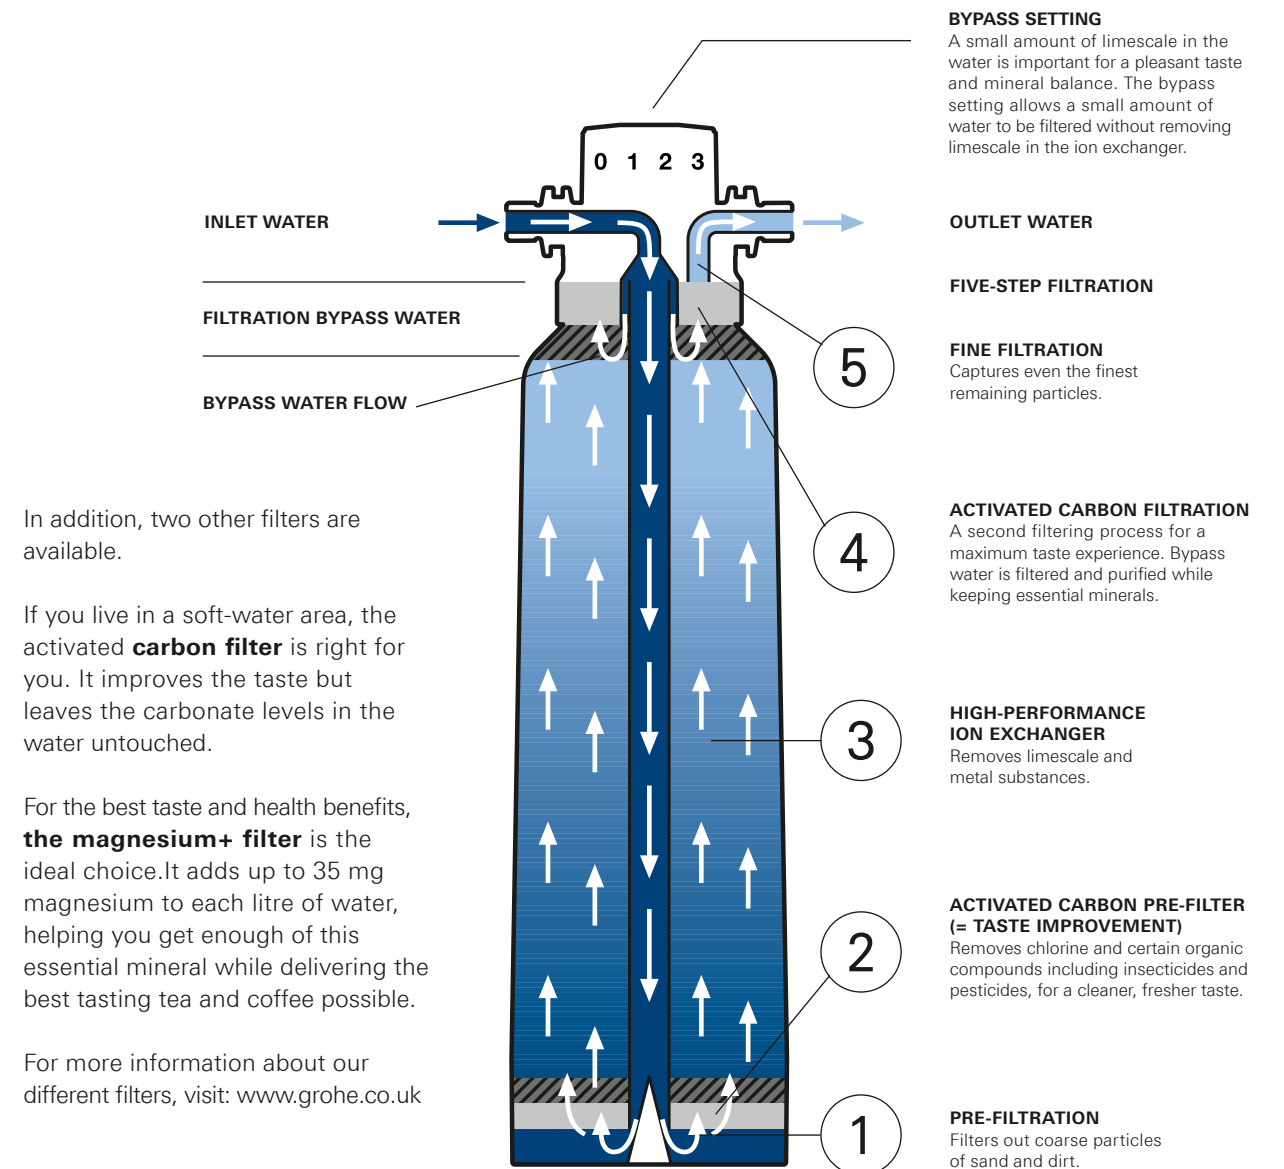 BYPASS SETTING
A small amount of limescale in the
water is important for a pleasant taste
and mineral balance. The bypass
setting allows a small amount of
water to be filtered without removing
limescale in the ion exchanger.
0 1 2 3
INLET WATER
OUTLET WATER
FIVE-STEP FILTRATION
FILTRATION BYPASS WATER
BYPASS WATER FLOW
5
FINE FILTRATION
Captures even the finest
remaining particles.
4
ACTIVATED CARBON FILTRATION
A second filtering process for a
maximum taste experience. Bypass
water is filtered and purified while
keeping essential minerals.
3
HIGH-PERFORMANCE
ION EXCHANGER
Removes limescale and
metal substances.
2
ACTIVATED CARBON PRE-FILTER
(= TASTE IMPROVEMENT)
Removes chlorine and certain organic
compounds including insecticides and
pesticides, for a cleaner, fresher taste.
1
PRE-FILTRATION
Filters out coarse particles
of sand and dirt.
In addition, two other filters are
available.
If you live in a soft-water area, the
activated carbon filter is right for
you. It improves the taste but
leaves the carbonate levels in the
water untouched.
For the best taste and health benefits,
the magnesium+ filter is the
ideal choice.It adds up to 35 mg
magnesium to each litre of water,
helping you get enough of this
essential mineral while delivering the
best tasting tea and coffee possible.
For more information about our
different filters, visit: www.grohe.co.uk